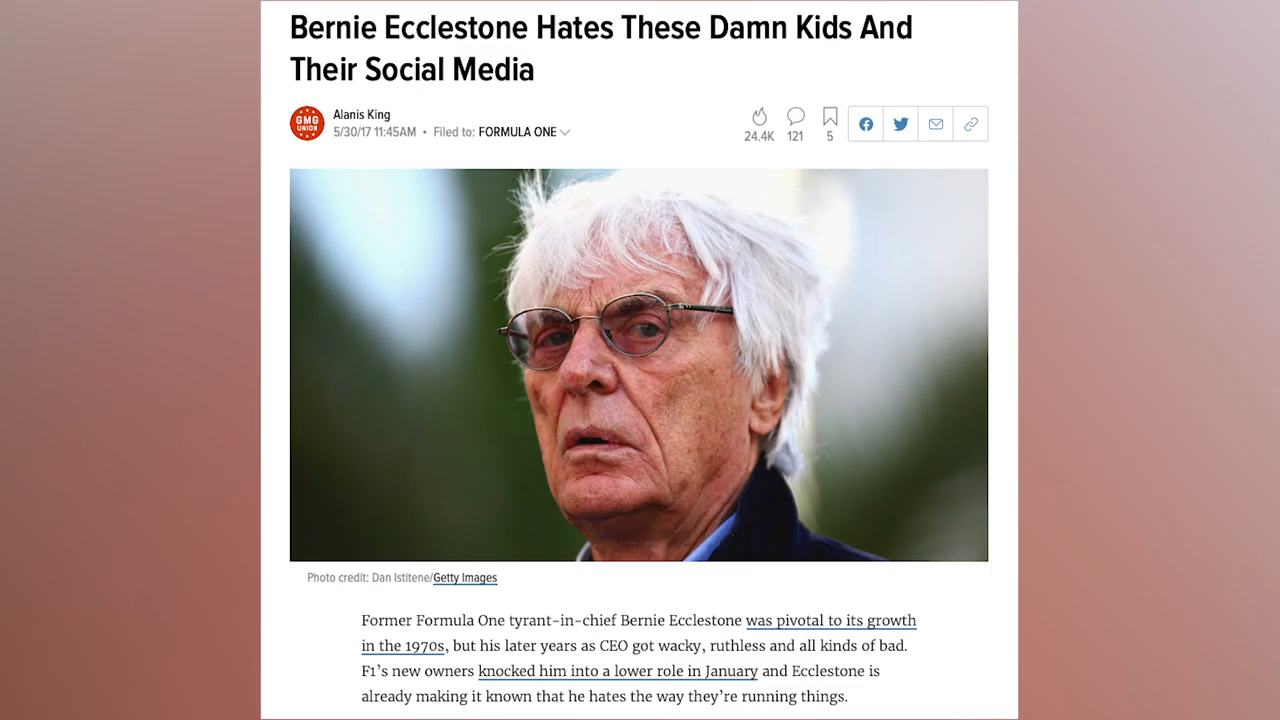 Bernie Ecclestone Hates These Damn Kids And
Their Social Media
GMG
UNION
Alanis King
5/30/17 11:45AM • Filed to: FORMULA ONE
24.4K 121 5
Photo credit: Dan Istitene/Getty Images
Former Formula One tyrant-in-chief Bernie Ecclestone was pivotal to its growth
in the 1970s, but his later years as CEO got wacky, ruthless and all kinds of bad.
F1’s new owners knocked him into a lower role in January and Ecclestone is
already making it known that he hates the way they’re running things.